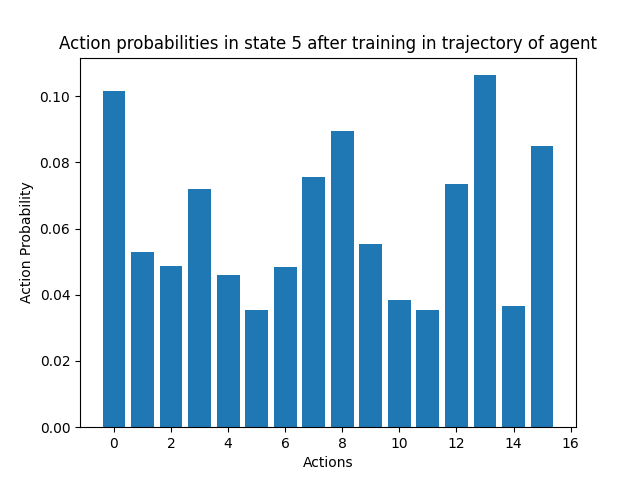 Action probabilities in state 5 after training in trajectory of agent
0.10
0.08
0.06
0.04
0.02
0.00
Action Probability
0 2 4 6 8 10 12 14 16
Actions